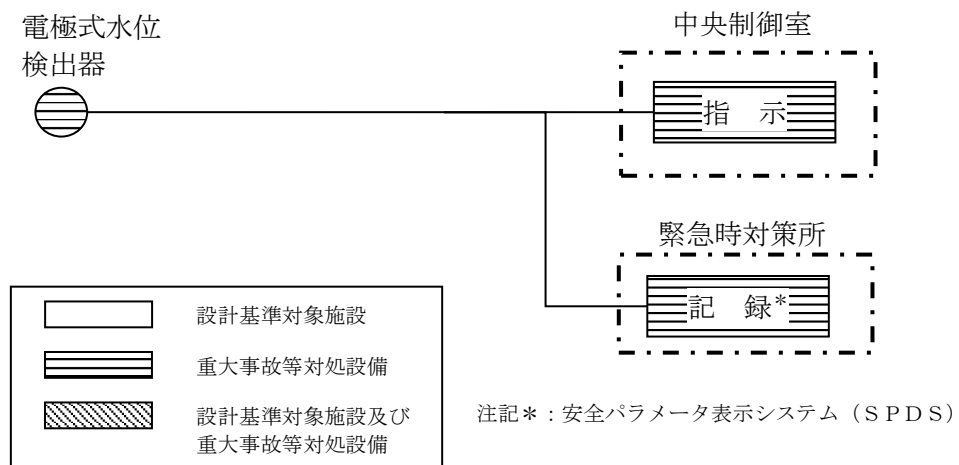 電極式水位
検出器
中央制御室
指　示
緊急時対策所
記　録*
設計基準対象施設
重大事故等対処設備
設計基準対象施設及び
重大事故等対処設備
注記＊：安全パラメータ表示システム（ＳＰＤＳ）